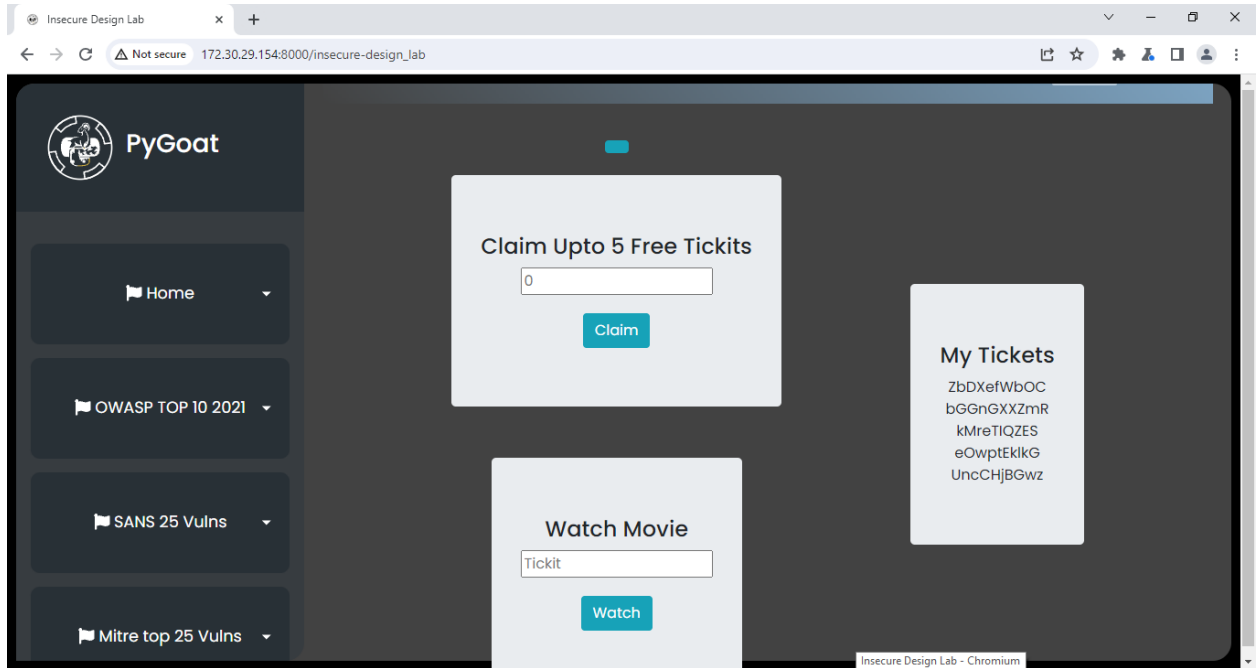 Insecure Design Lab
Not secure 172.30.29.154:8000/insecure-design_lab
PyGoat
Home
OWASP TOP 10 2021
SANS 25 Vulns
Mitre top 25 Vulns
Claim Upto 5 Free Tickits
0
Claim
Watch Movie
Tickit
Watch
My Tickets
ZbDXefWbOC
bGGnGXXZmR
kMreTIQZES
eOwptEklkG
UncCHjBGwz
Insecure Design Lab - Chromium